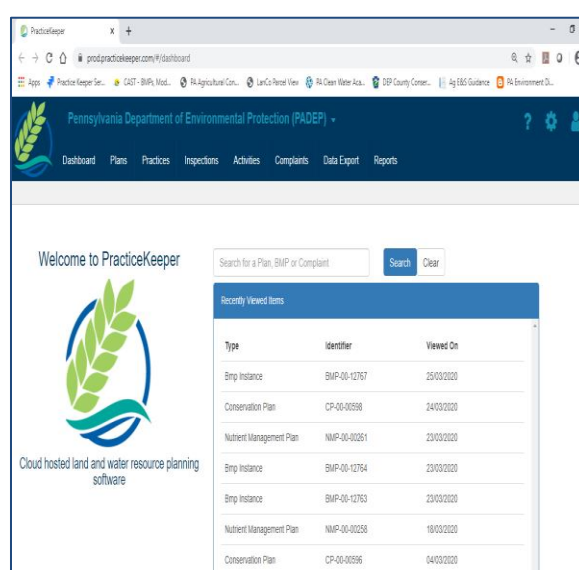 PracticeKeeper x +
prod.practicekeeper.com/#/dashboard
Apps Practice Keeper Ser... CAST - BMPs, Mod... PA Agricultural Con... LanCo Parcel View PA Clean Water Aca... DEP County Conser... Ag E&S Guidance PA Environment Di...
Pennsylvania Department of Environmental Protection (PADEP)
Dashboard Plans Practices Inspections Activities Complaints Data Export Reports
Welcome to PracticeKeeper
Search for a Plan, BMP or Complaint Search Clear
Recently Viewed Items
Type Identifier Viewed On
Bmp Instance BMP-00-12767 25/03/2020
Conservation Plan CP-00-00598 24/03/2020
Nutrient Management Plan NMP-00-00261 23/03/2020
Cloud hosted land and water resource planning
software
Bmp Instance BMP-00-12764 23/03/2020
Bmp Instance BMP-00-12763 23/03/2020
Nutrient Management Plan NMP-00-00258 18/03/2020
Conservation Plan CP-00-00596 04/03/2020